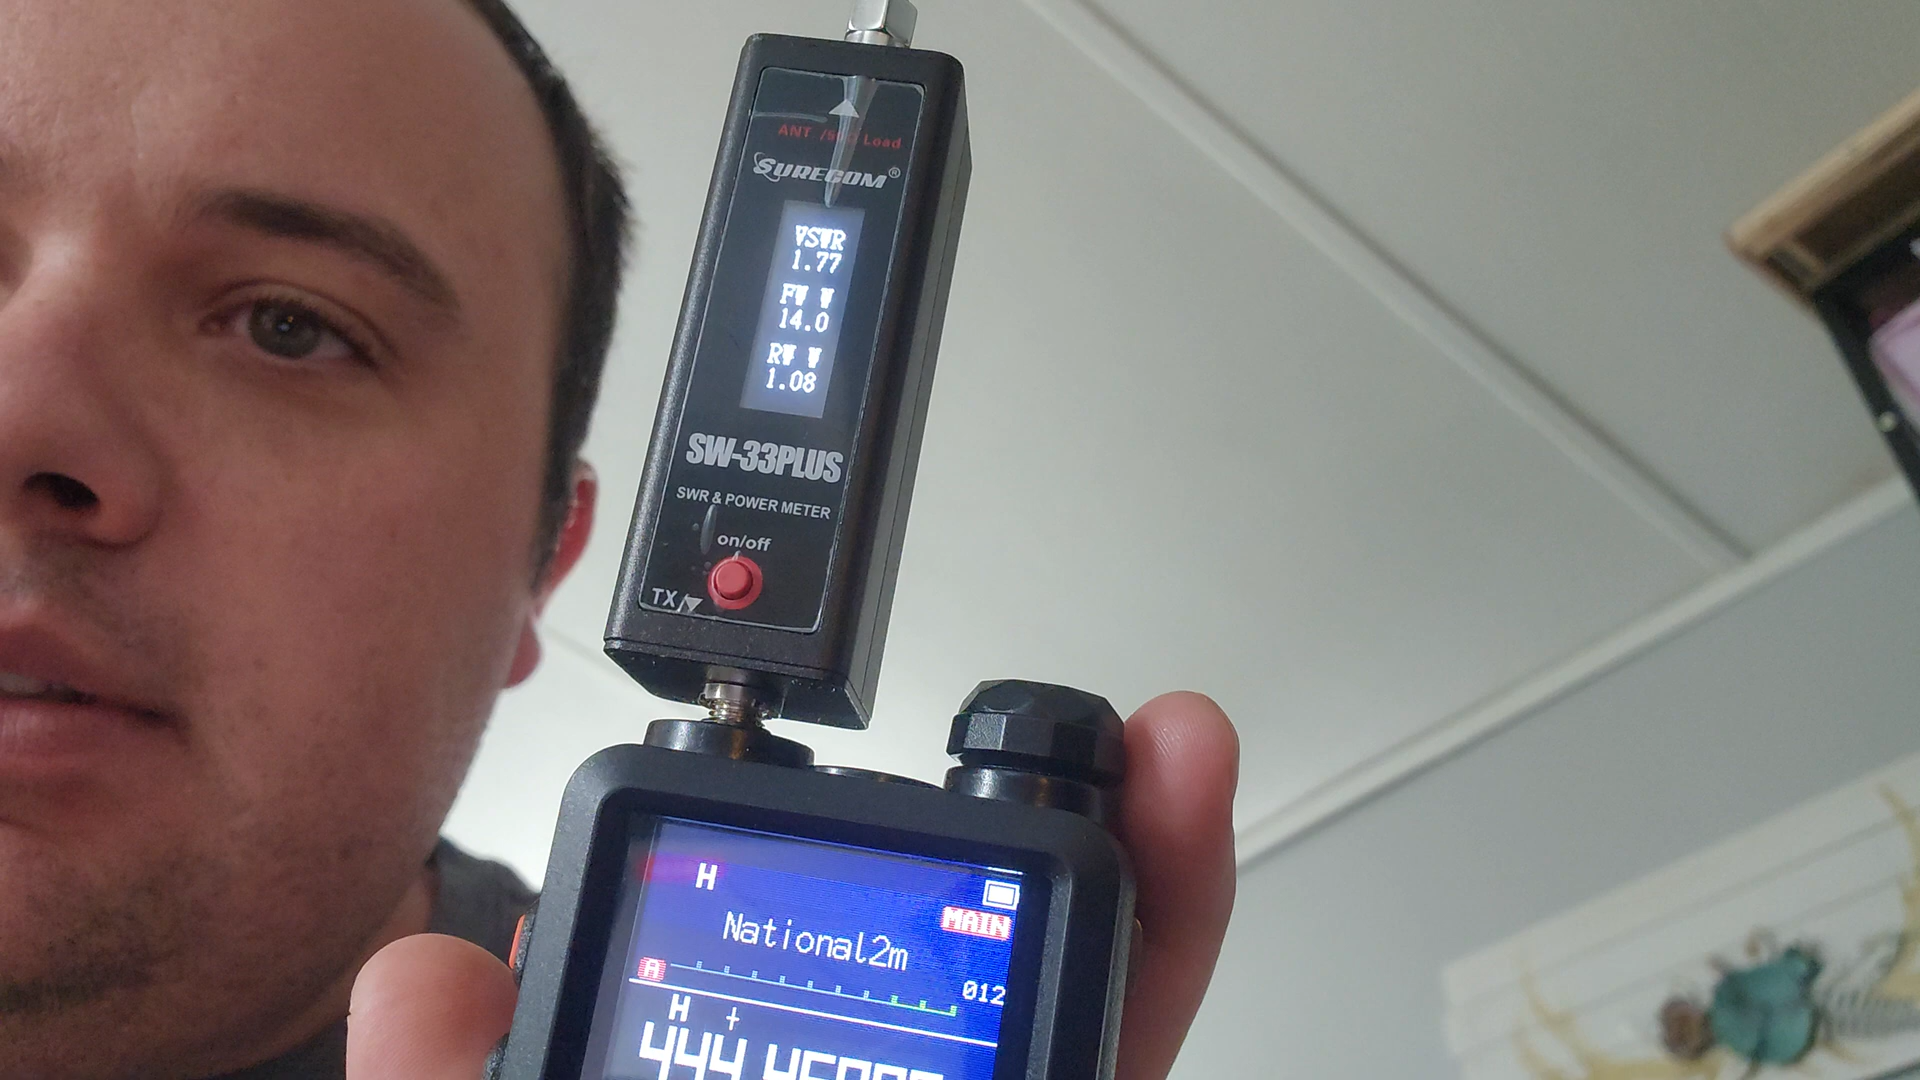 ANT /50Ω Load
SURECOM®
VSWR
1.77
FW W
14.0
RW W
1.08
SW-33PLUS
SWR & POWER METER
on/off
TX
H
MAIN
National2m
A
012
H +